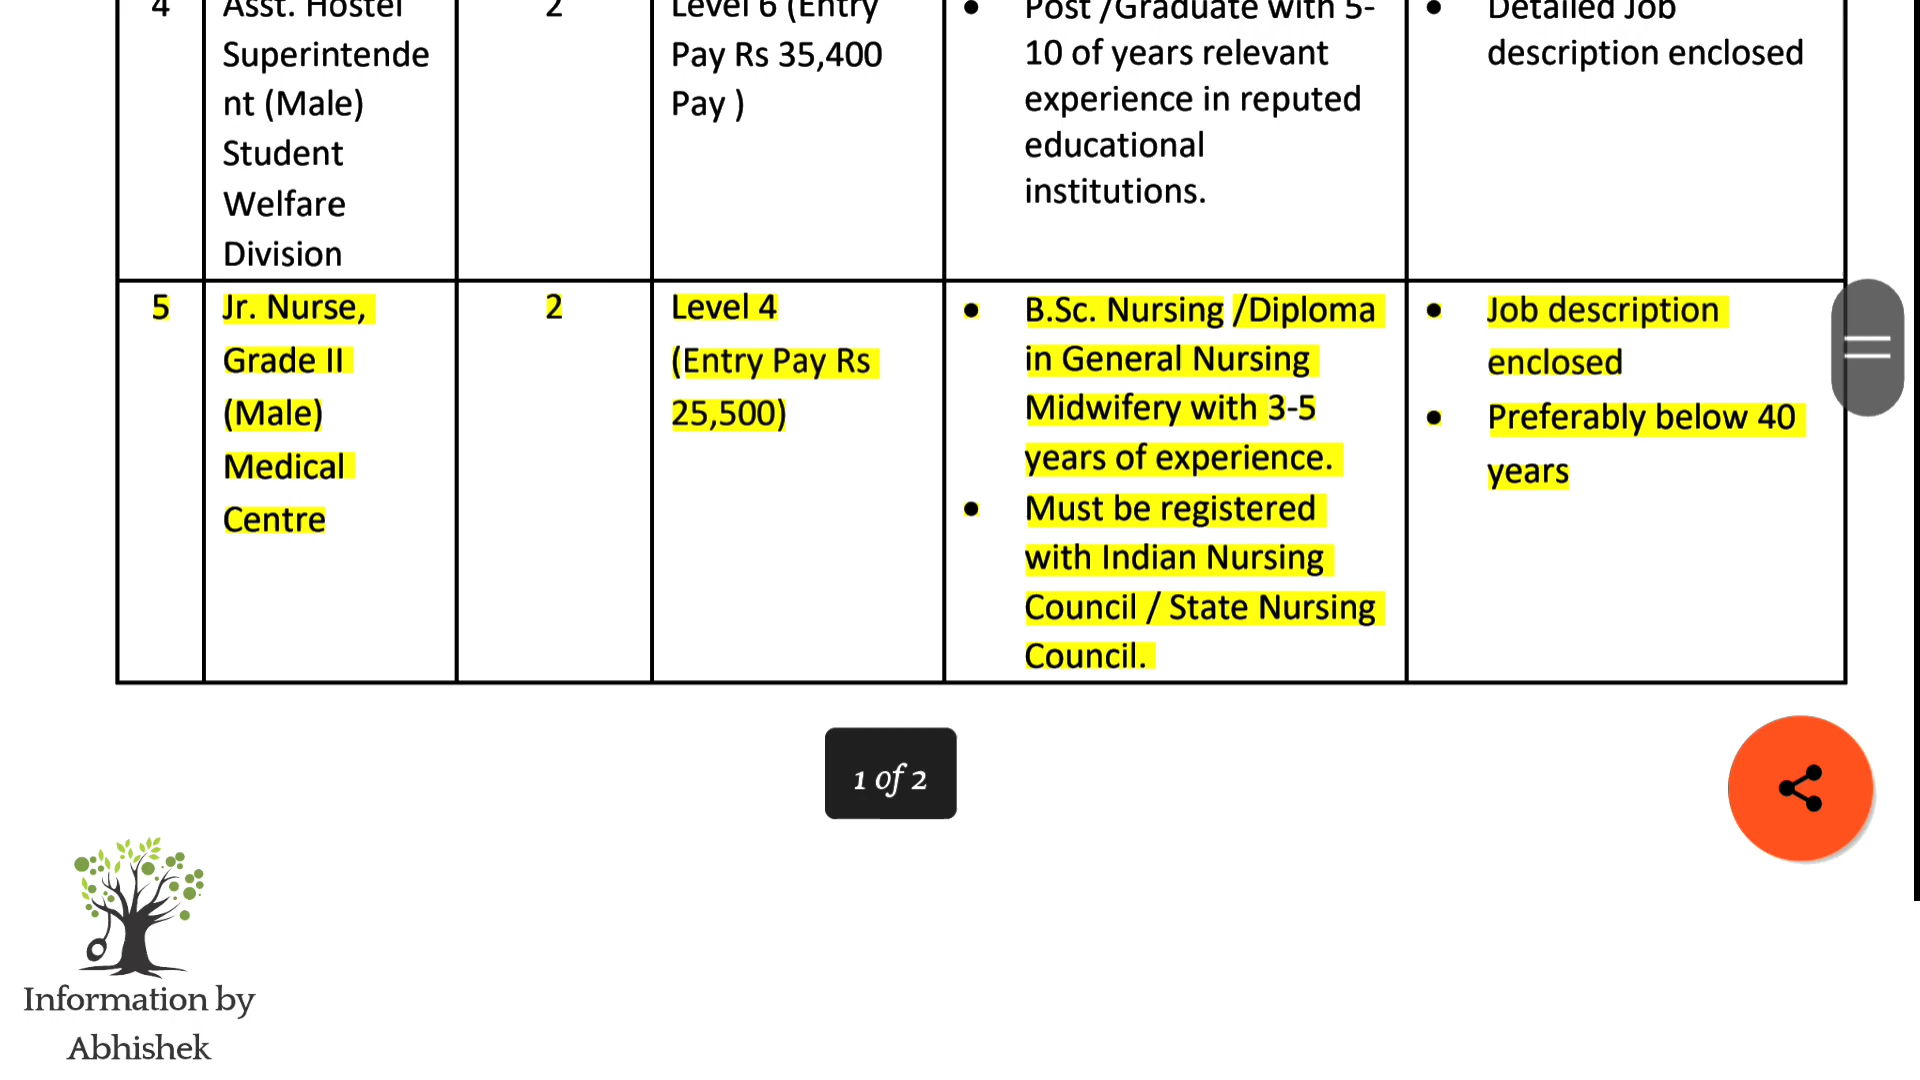 4
Asst. Hostel
Superintende
nt (Male)
Student
Welfare
Division
2
Level 6 (Entry
Pay Rs 35,400
Pay )
• Post /Graduate with 5-
10 of years relevant
experience in reputed
educational
institutions.
• Detailed Job
description enclosed
5
Jr. Nurse,
Grade II
(Male)
Medical
Centre
2
Level 4
(Entry Pay Rs
25,500)
• B.Sc. Nursing /Diploma
in General Nursing
Midwifery with 3-5
years of experience.
• Must be registered
with Indian Nursing
Council / State Nursing
Council.
• Job description
enclosed
• Preferably below 40
years
1 of 2
Information by
Abhishek